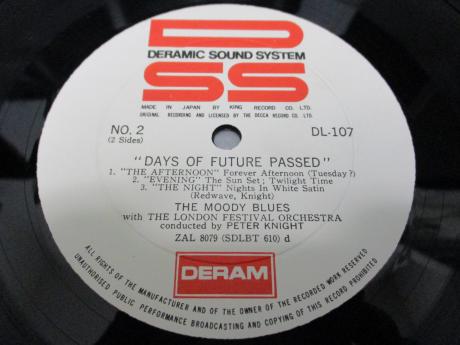 DSS
DERAMIC SOUND SYSTEM
MADE IN JAPAN BY KING RECORD CO. LTD.
ORIGINAL RECORDING AND LICENSED BY THE DECCA RECORD CO. LTD.
NO. 2
(2 Sides)
DL-107
"DAYS OF FUTURE PASSED"
1. "THE AFTERNOON" Forever Afternoon (Tuesday?)
2. "EVENING" The Sun Set; Twilight Time
3. "THE NIGHT" Nights In White Satin
(Redwave, Knight)
THE MOODY BLUES
with THE LONDON FESTIVAL ORCHESTRA
conducted by PETER KNIGHT
ZAL 8079 (SDLBT 610) d
DERAM
ALL RIGHTS OF THE MANUFACTURER AND OF THE OWNER OF THE RECORDED WORK RESERVED
UNAUTHORISED PUBLIC PERFORMANCE BROADCASTING AND COPYING OF THIS RECORD PROHIBITED